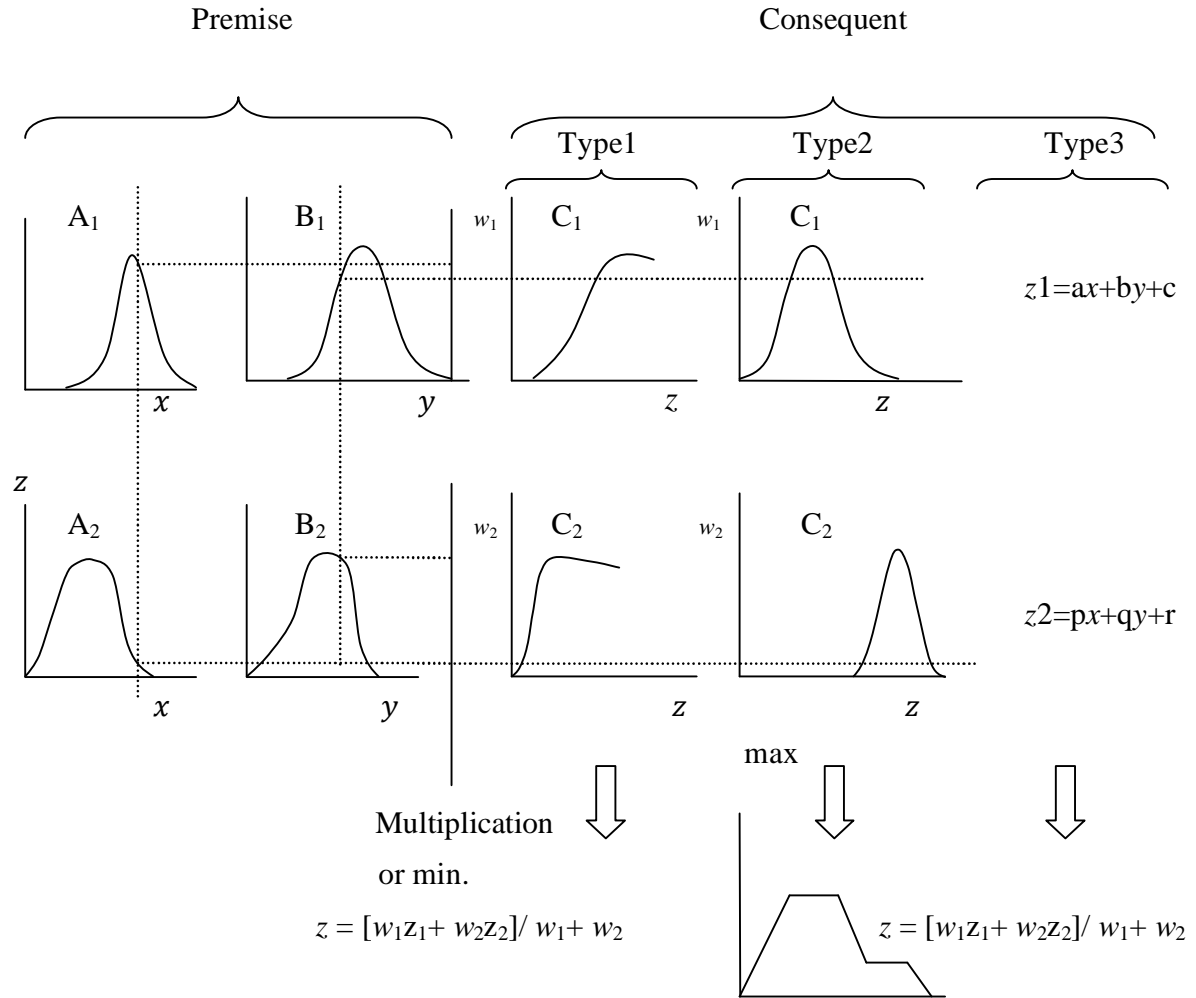 Premise Consequent
Type1 Type2 Type3
A₁ B₁ w₁ C₁ w₁ C₁
z1=ax+by+c
x y z z
z
A₂ B₂ w₂ C₂ w₂ C₂
z2=px+qy+r
x y z z
max
Multiplication
or min.
z = [w₁z₁+ w₂z₂]/ w₁+ w₂ z = [w₁z₁+ w₂z₂]/ w₁+ w₂